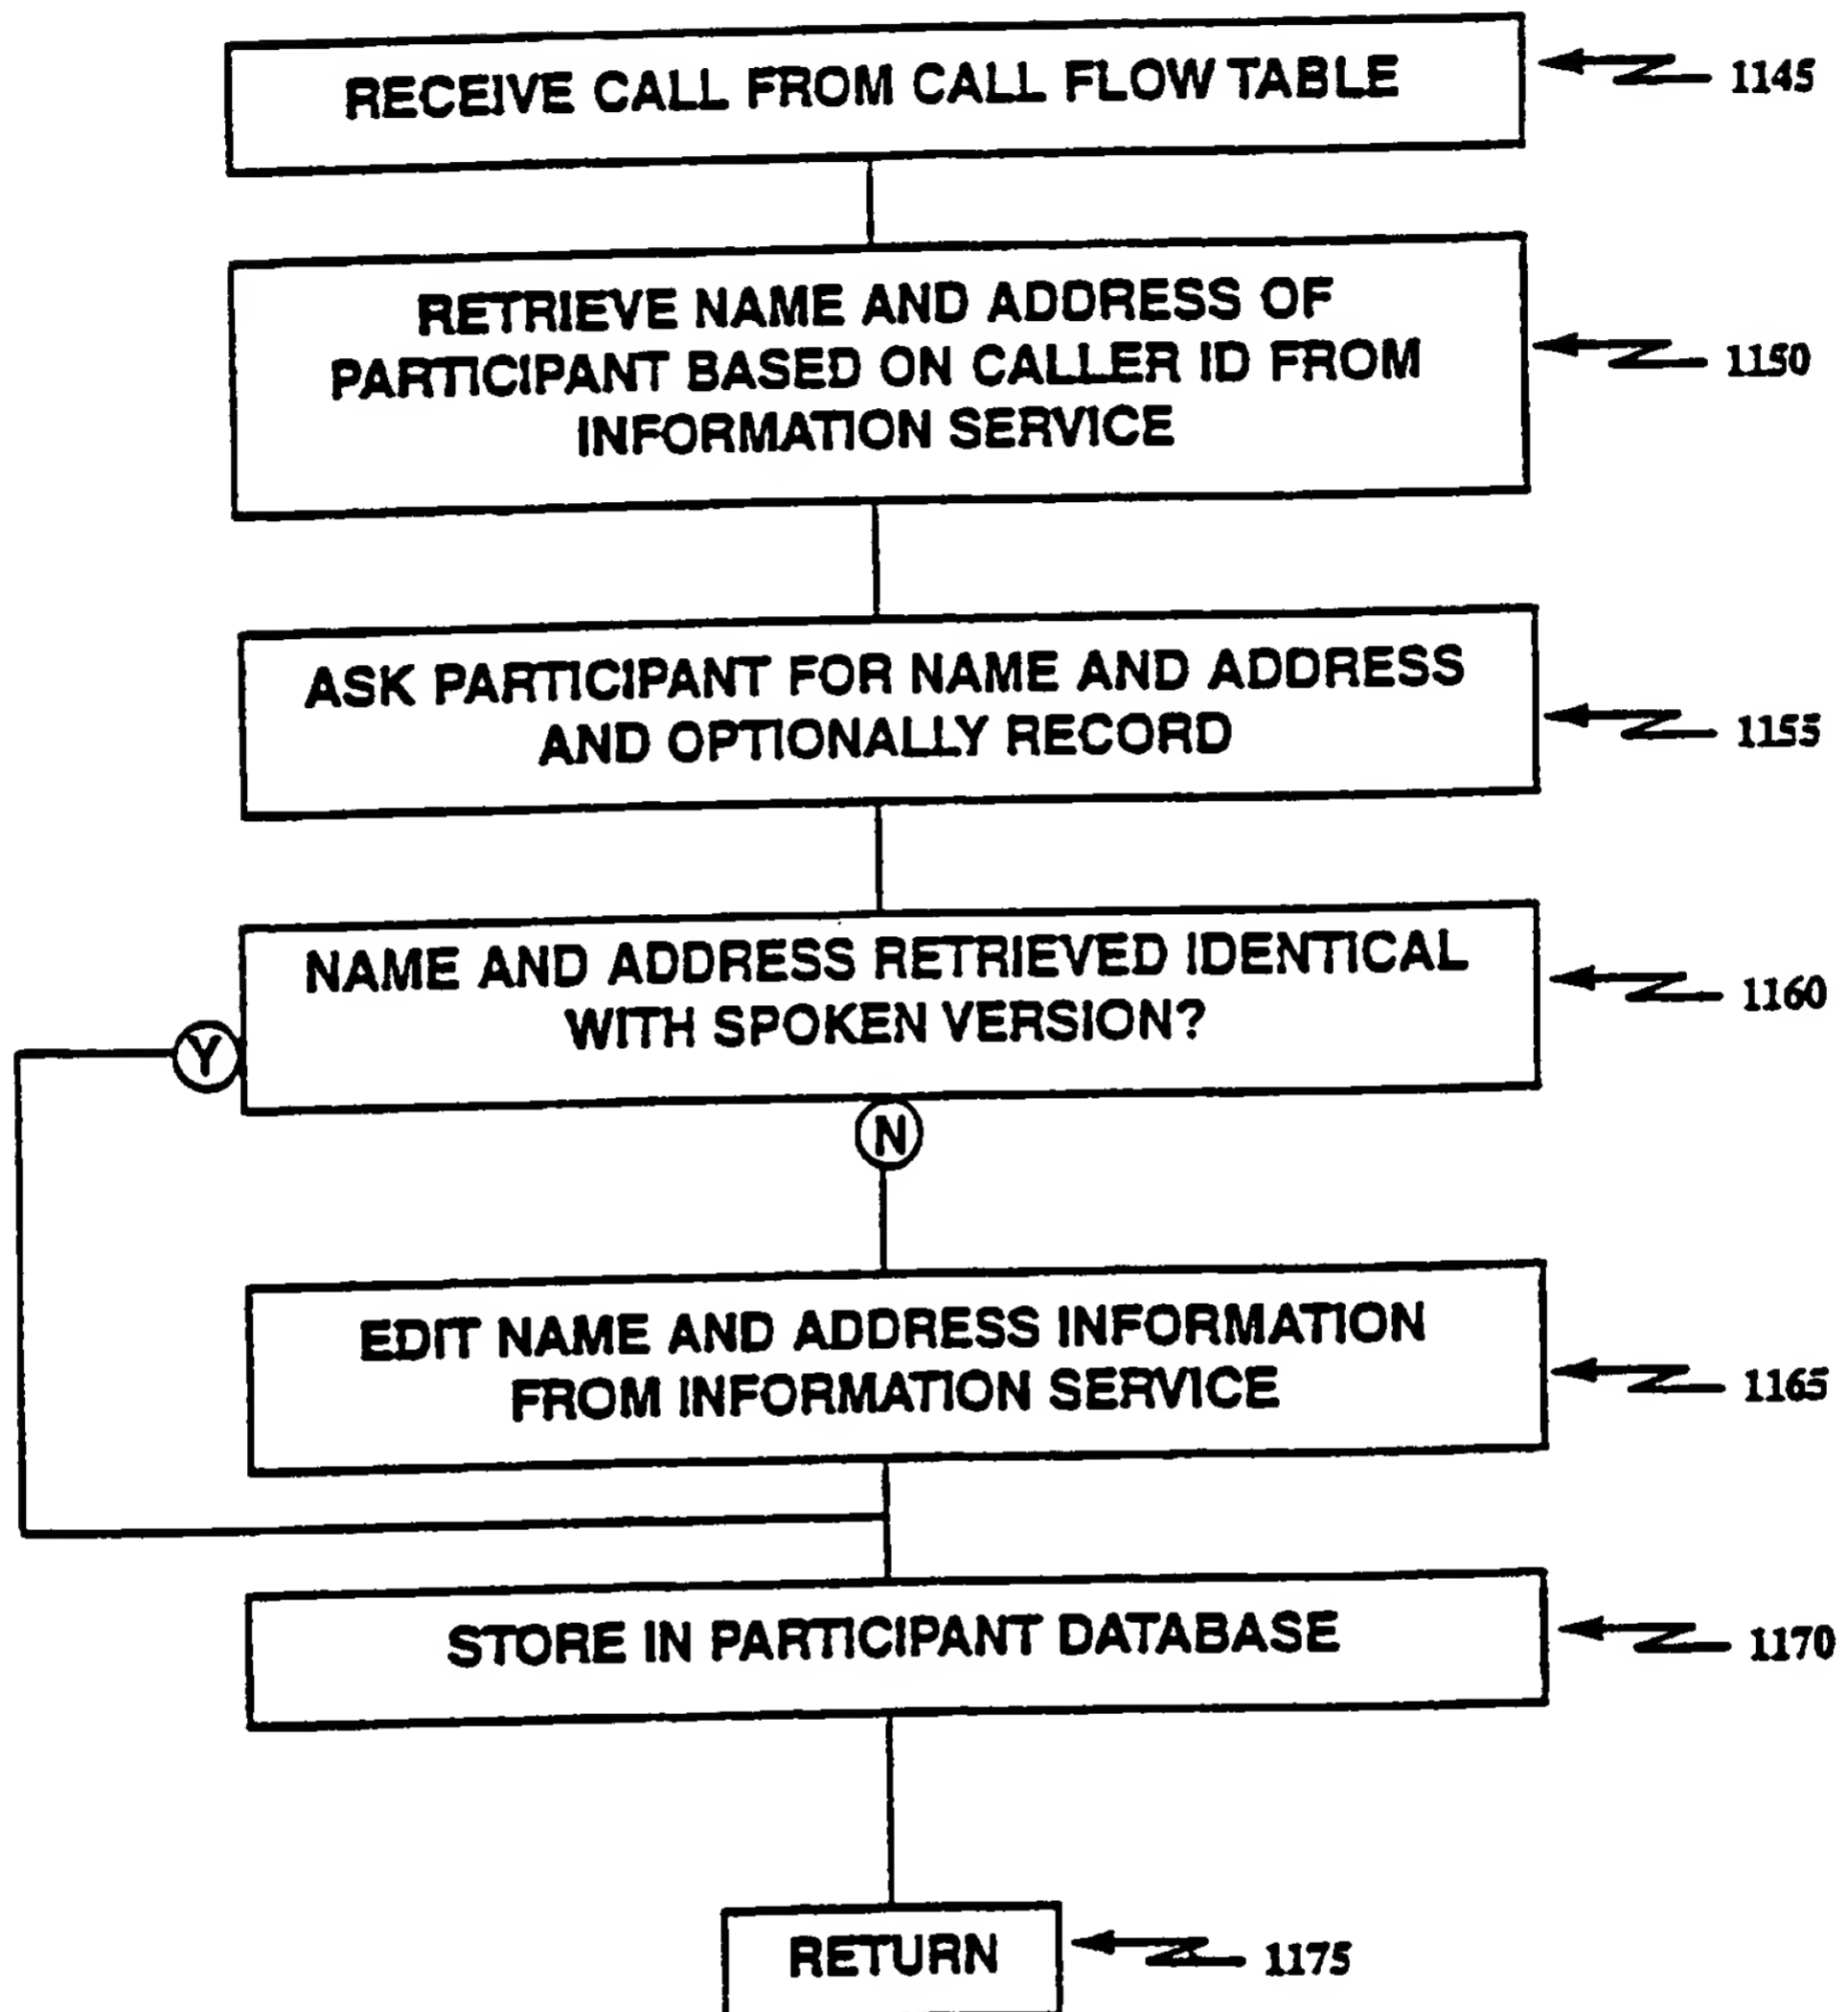 RECEIVE CALL FROM CALL FLOW TABLE
1145
RETRIEVE NAME AND ADDRESS OF
PARTICIPANT BASED ON CALLER ID FROM
INFORMATION SERVICE
1150
ASK PARTICIPANT FOR NAME AND ADDRESS
AND OPTIONALLY RECORD
1155
NAME AND ADDRESS RETRIEVED IDENTICAL
WITH SPOKEN VERSION?
1160
Y
N
EDIT NAME AND ADDRESS INFORMATION
FROM INFORMATION SERVICE
1165
STORE IN PARTICIPANT DATABASE
1170
RETURN
1175